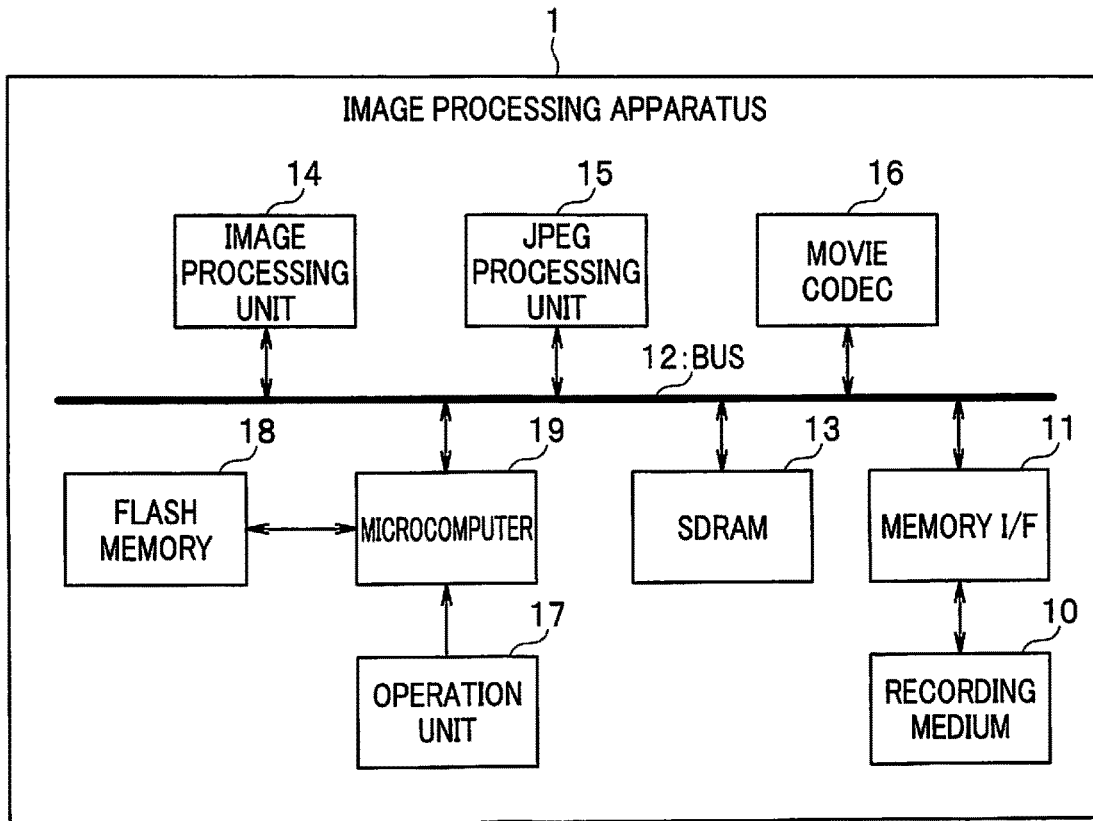 1
IMAGE PROCESSING APPARATUS
14
15
16
IMAGE
PROCESSING
UNIT
JPEG
PROCESSING
UNIT
MOVIE
CODEC
12:BUS
18
19
13
11
FLASH
MEMORY
MICROCOMPUTER
SDRAM
MEMORY I/F
17
10
OPERATION
UNIT
RECORDING
MEDIUM